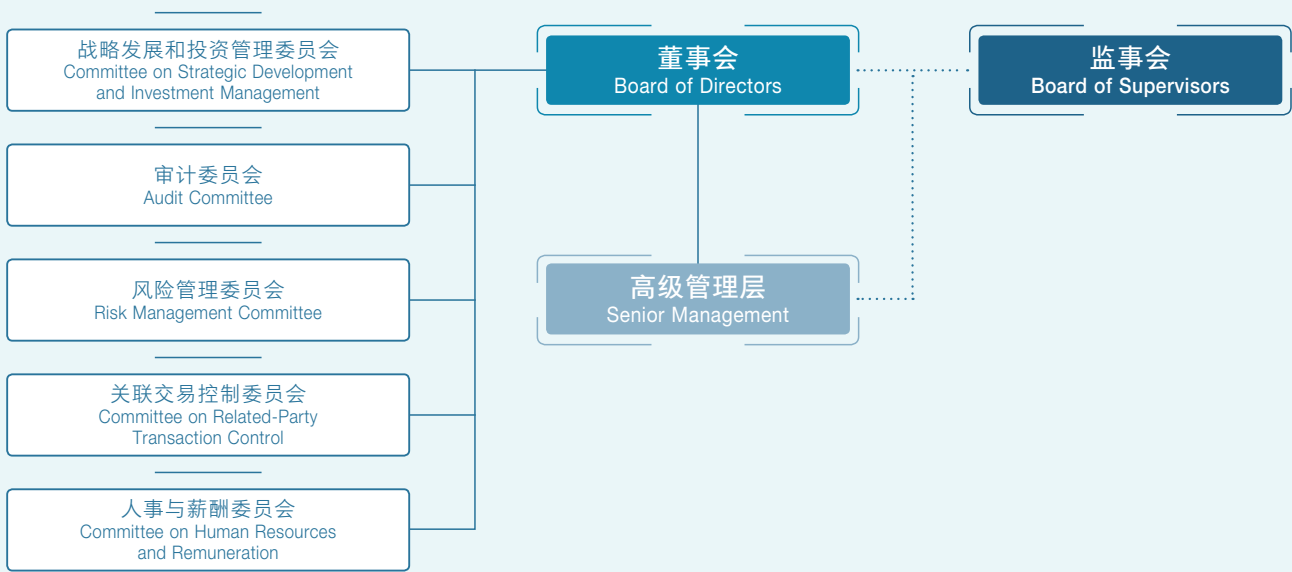 战略发展和投资管理委员会
Committee on Strategic Development
and Investment Management
审计委员会
Audit Committee
风险管理委员会
Risk Management Committee
关联交易控制委员会
Committee on Related-Party
Transaction Control
人事与薪酬委员会
Committee on Human Resources
and Remuneration
董事会
Board of Directors
高级管理层
Senior Management
监事会
Board of Supervisors